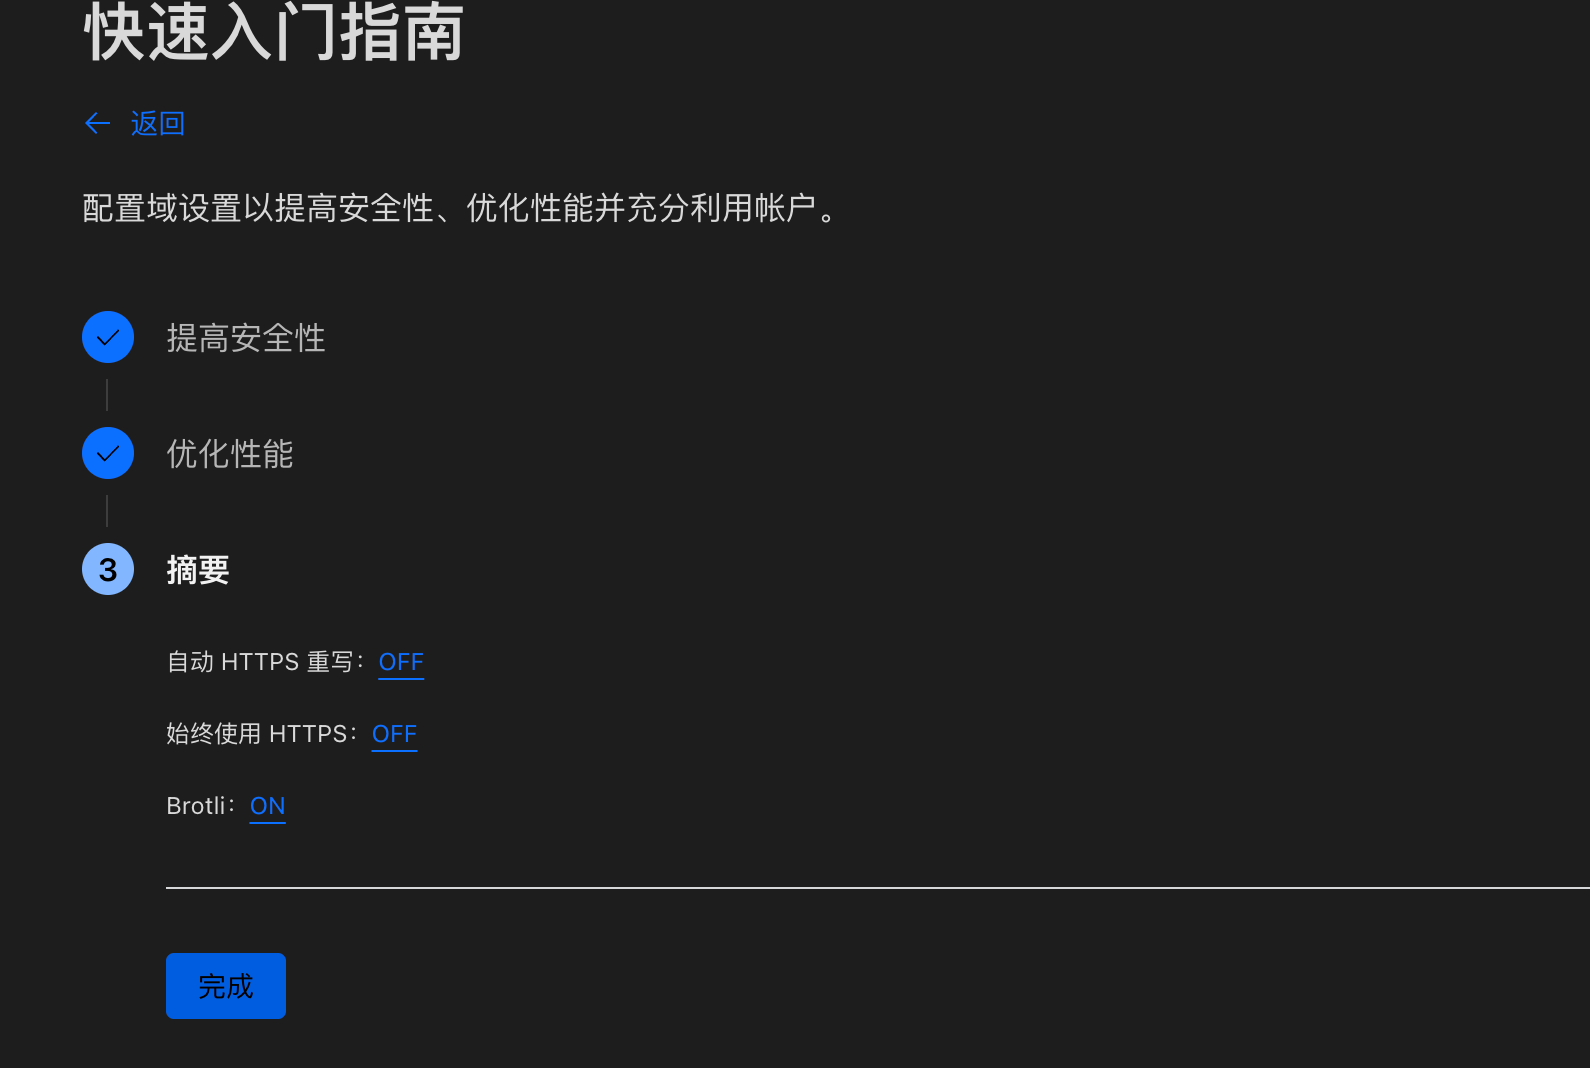 快速入门指南
← 返回
配置域设置以提高安全性、优化性能并充分利用帐户。
提高安全性
优化性能
3 摘要
自动 HTTPS 重写：OFF
始终使用 HTTPS：OFF
Brotli：ON
完成